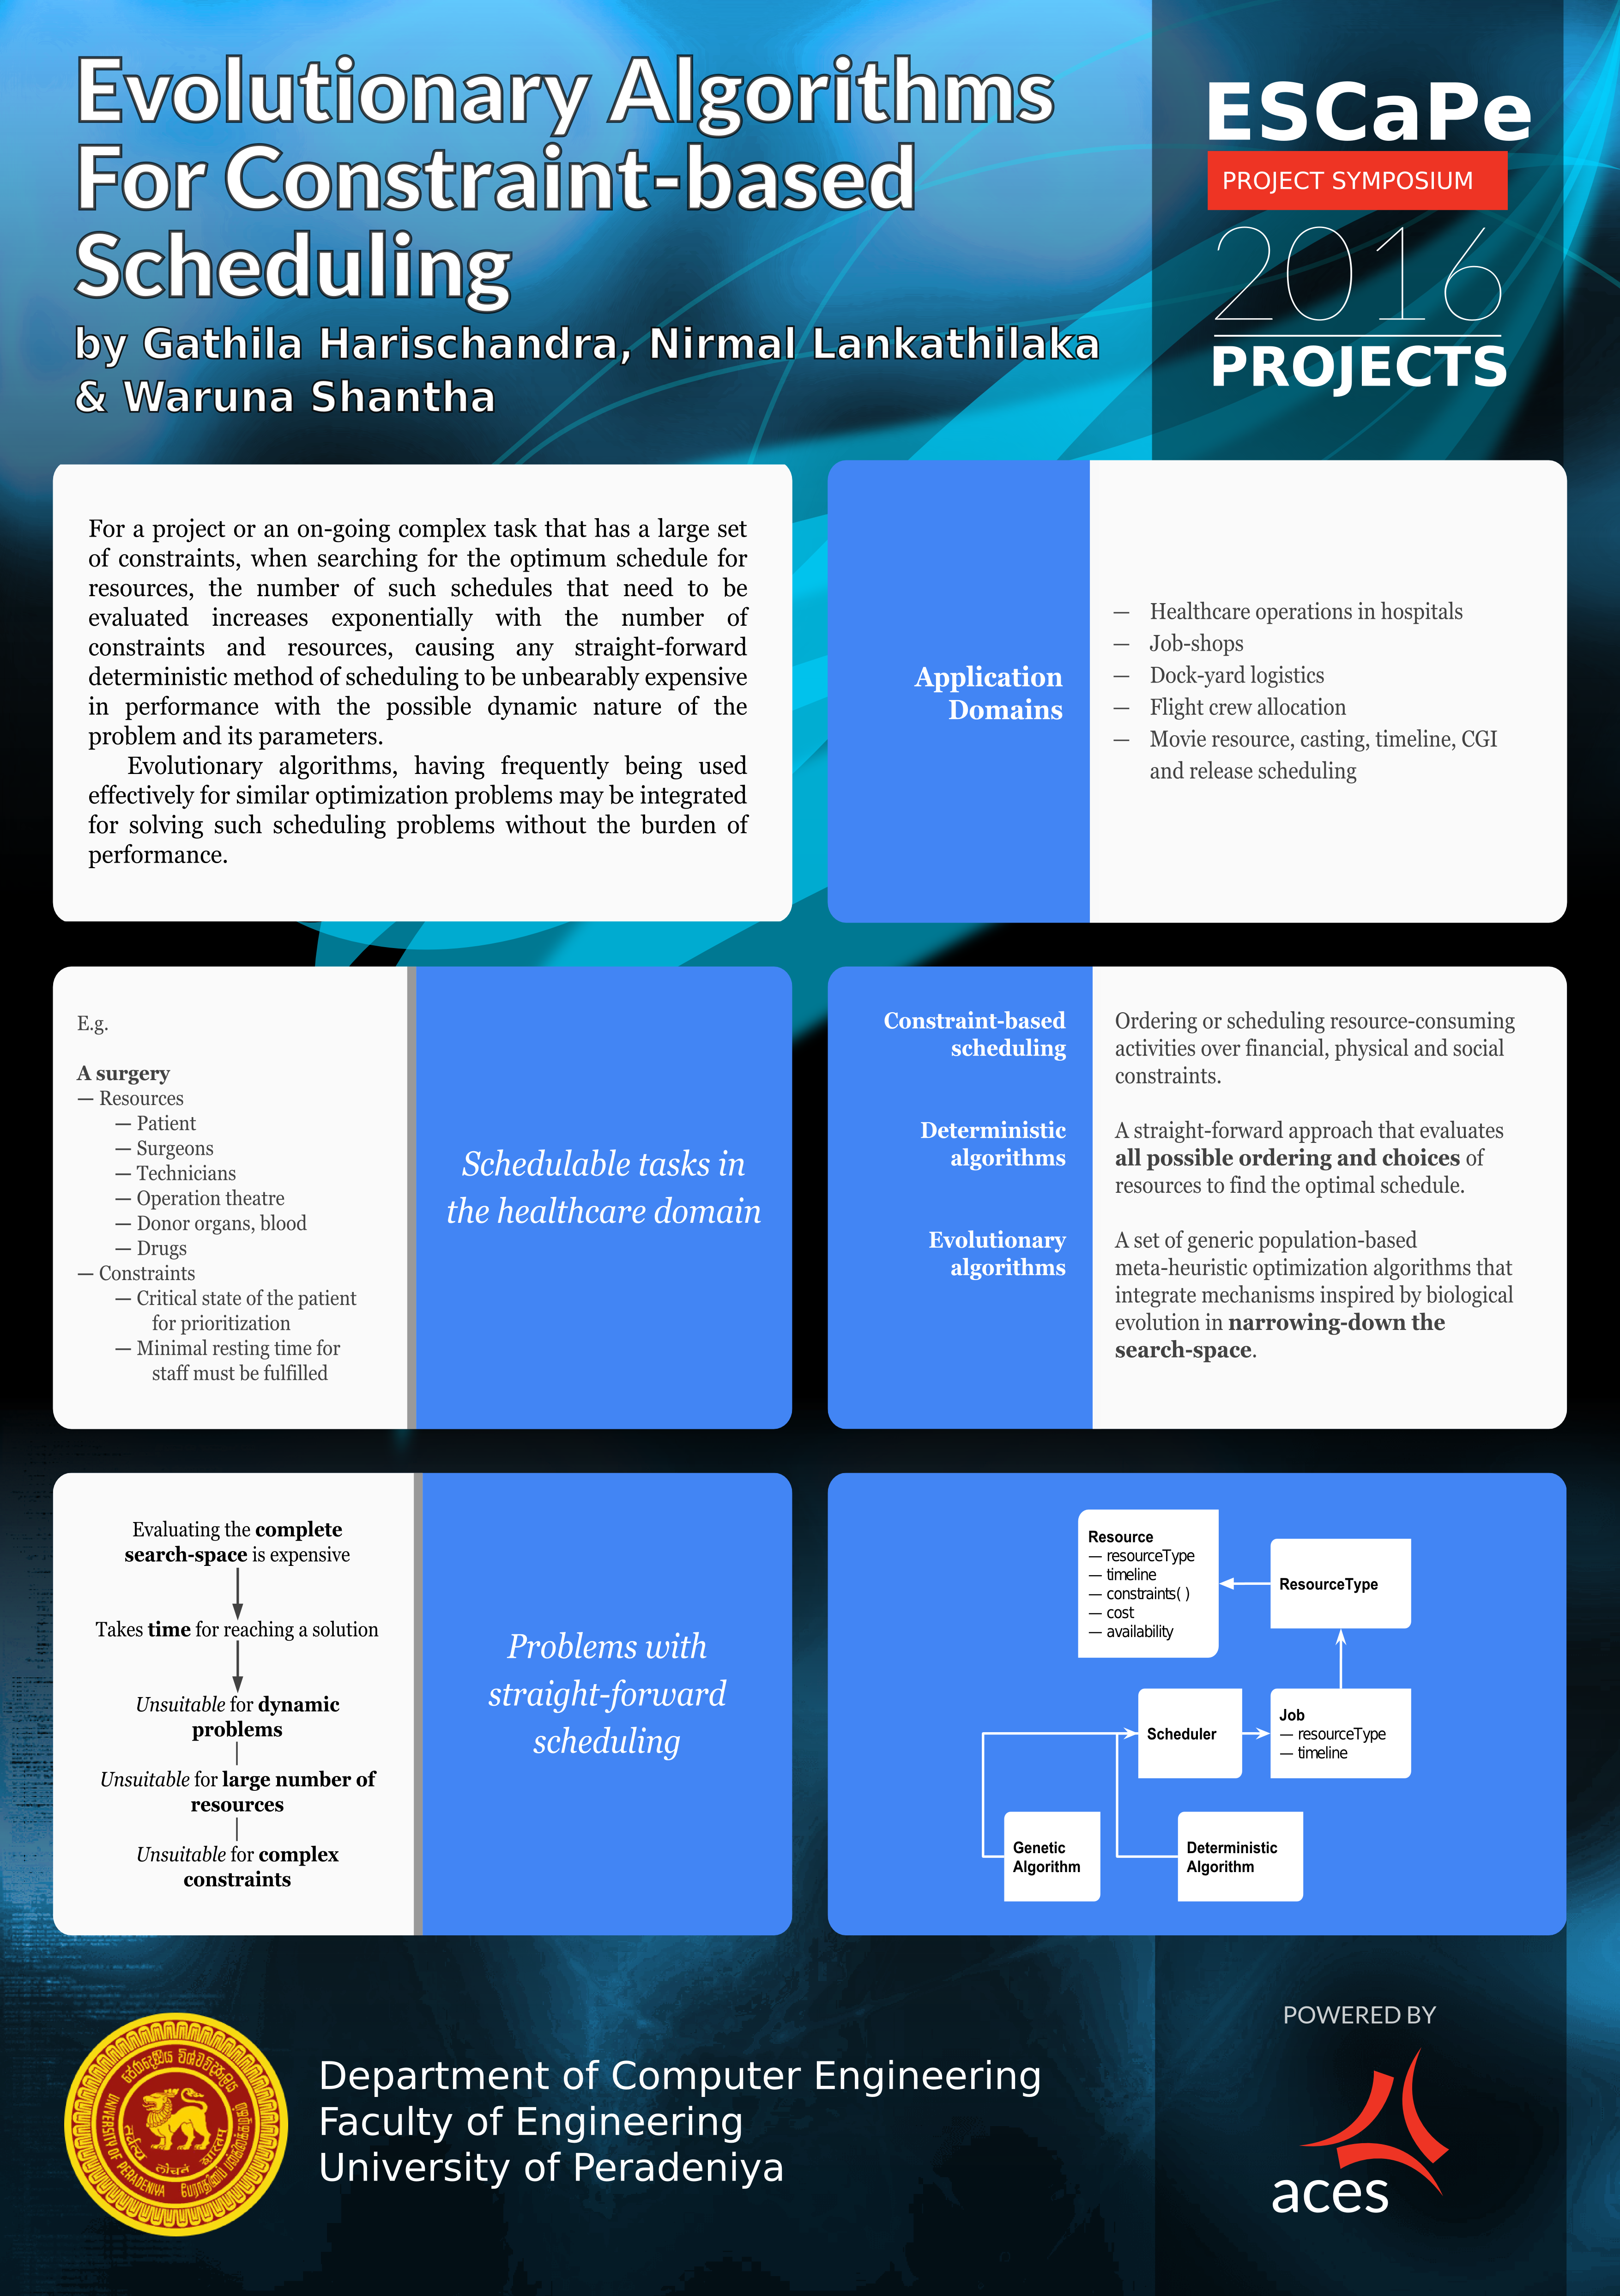 Evolutionary Algorithms
For Constraint-based
Scheduling
by Gathila Harischandra, Nirmal Lankathilaka
& Waruna Shantha
ESCaPe
PROJECT SYMPOSIUM
2016
PROJECTS
For a project or an on-going complex task that has a large set
of constraints, when searching for the optimum schedule for
resources, the number of such schedules that need to be
evaluated increases exponentially with the number of
constraints and resources, causing any straight-forward
deterministic method of scheduling to be unbearably expensive
in performance with the possible dynamic nature of the
problem and its parameters.
Evolutionary algorithms, having frequently being used
effectively for similar optimization problems may be integrated
for solving such scheduling problems without the burden of
performance.
Application
Domains
— Healthcare operations in hospitals
— Job-shops
— Dock-yard logistics
— Flight crew allocation
— Movie resource, casting, timeline, CGI
and release scheduling
E.g.
A surgery
— Resources
— Patient
— Surgeons
— Technicians
— Operation theatre
— Donor organs, blood
— Drugs
— Constraints
— Critical state of the patient
for prioritization
— Minimal resting time for
staff must be fulfilled
Schedulable tasks in
the healthcare domain
Constraint-based
scheduling
Ordering or scheduling resource-consuming
activities over financial, physical and social
constraints.
Deterministic
algorithms
A straight-forward approach that evaluates
all possible ordering and choices of
resources to find the optimal schedule.
Evolutionary
algorithms
A set of generic population-based
meta-heuristic optimization algorithms that
integrate mechanisms inspired by biological
evolution in narrowing-down the
search-space.
Evaluating the complete
search-space is expensive
Takes time for reaching a solution
Unsuitable for dynamic
problems
Unsuitable for large number of
resources
Unsuitable for complex
constraints
Problems with
straight-forward
scheduling
Resource
— resourceType
— timeline
— constraints( )
— cost
— availability
ResourceType
Scheduler
Job
— resourceType
— timeline
Genetic
Algorithm
Deterministic
Algorithm
UNIVERSITY OF PERADENIYA
Department of Computer Engineering
Faculty of Engineering
University of Peradeniya
POWERED BY
aces